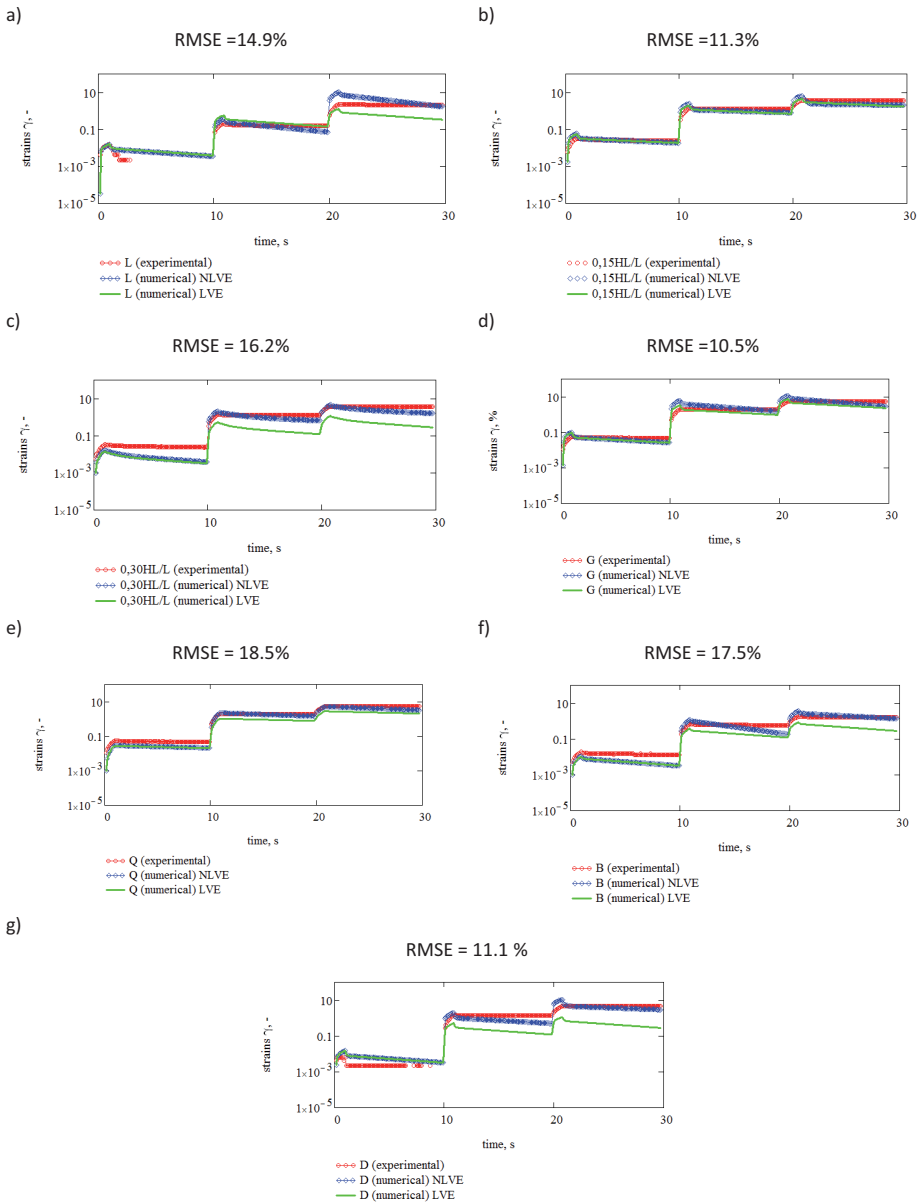 a)
RMSE =14.9%
strains γ, -
10
0.1
1×10⁻³
1×10⁻⁵
0
10
20
30
time, s
L (experimental)
L (numerical) NLVE
L (numerical) LVE
b)
RMSE =11.3%
strains γ, -
10
0.1
1×10⁻³
1×10⁻⁵
0
10
20
30
time, s
0,15HL/L (experimental)
0,15HL/L (numerical) NLVE
0,15HL/L (numerical) LVE
c)
RMSE = 16.2%
strains γ, -
10
0.1
1×10⁻³
1×10⁻⁵
0
10
20
30
time, s
0,30HL/L (experimental)
0,30HL/L (numerical) NLVE
0,30HL/L (numerical) LVE
d)
RMSE =10.5%
strains γ, %
10
0.1
1×10⁻³
1×10⁻⁵
0
10
20
30
time, s
G (experimental)
G (numerical) NLVE
G (numerical) LVE
e)
RMSE = 18.5%
strains γ, -
10
0.1
1×10⁻³
1×10⁻⁵
0
10
20
30
time, s
Q (experimental)
Q (numerical) NLVE
Q (numerical) LVE
f)
RMSE = 17.5%
strains γ, -
10
0.1
1×10⁻³
1×10⁻⁵
0
10
20
30
time, s
B (experimental)
B (numerical) NLVE
B (numerical) LVE
g)
RMSE = 11.1 %
strains γ, -
10
0.1
1×10⁻³
1×10⁻⁵
0
10
20
30
time, s
D (experimental)
D (numerical) NLVE
D (numerical) LVE